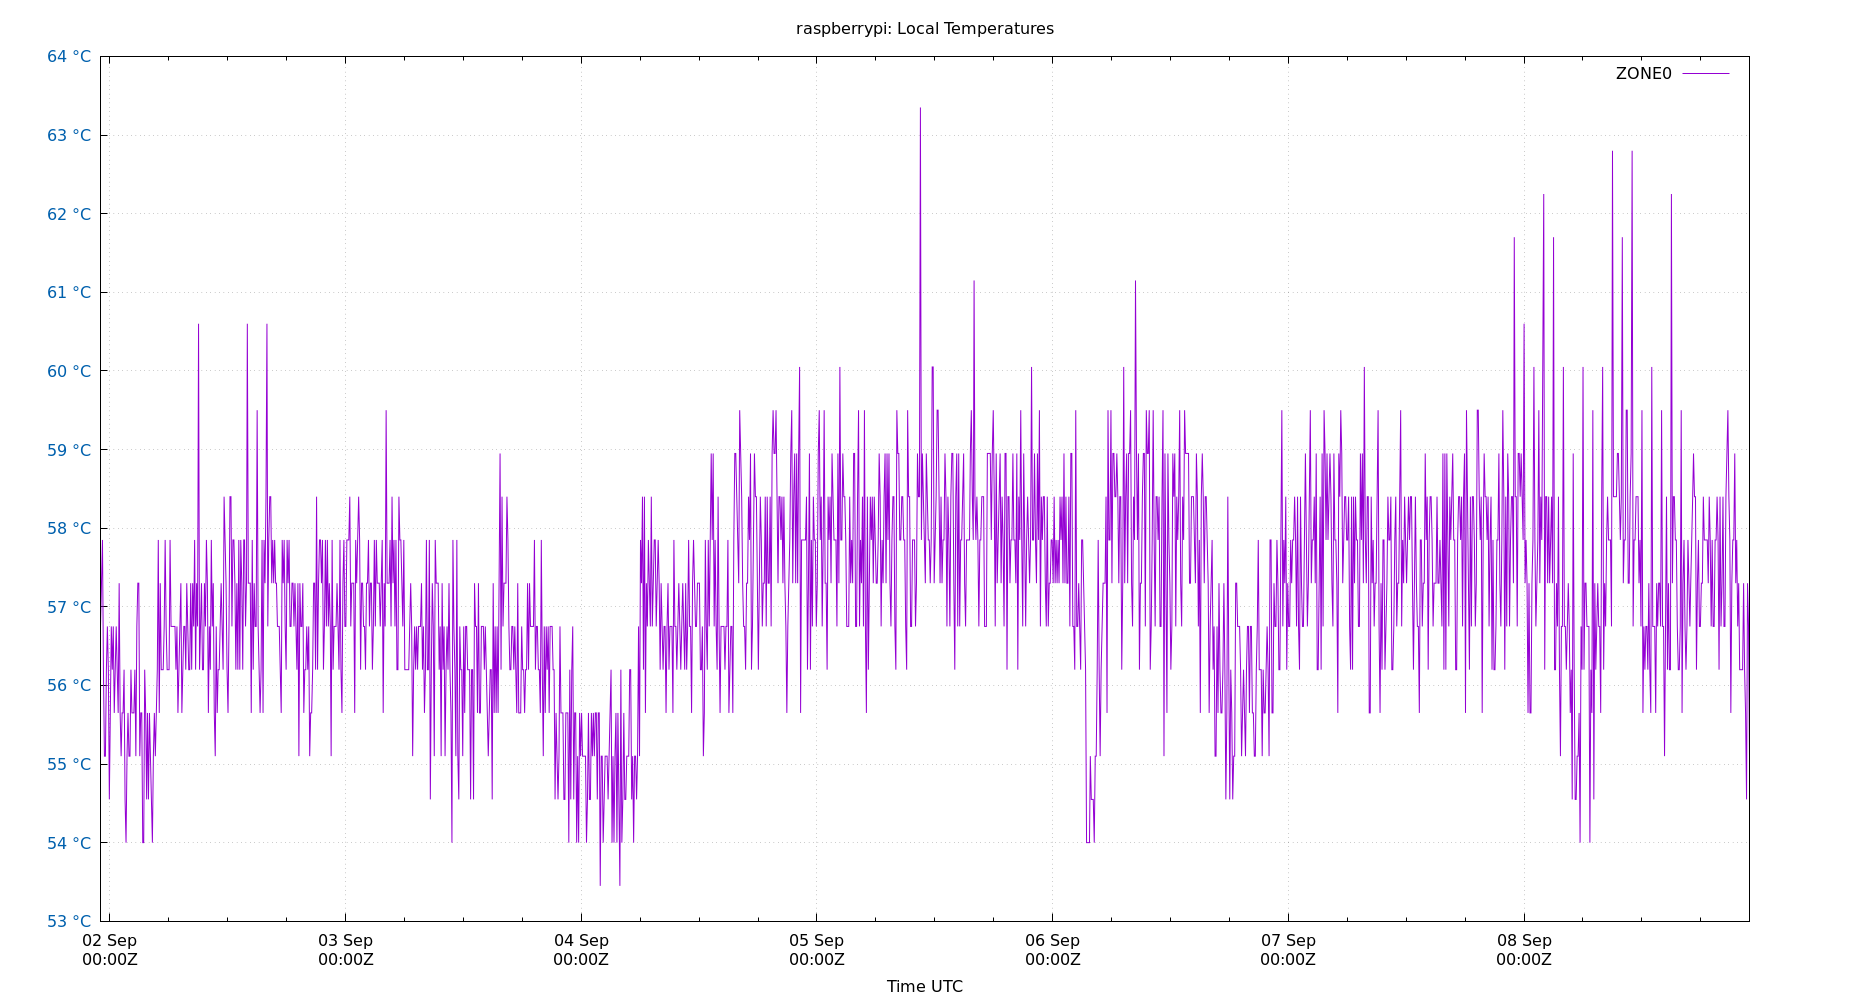 raspberrypi: Local Temperatures
64 °C
ZONE0
63 °C
62 °C
61 °C
60 °C
59 °C
58 °C
57 °C
56 °C
55 °C
54 °C
53 °C
02 Sep 03 Sep 04 Sep 05 Sep 06 Sep 07 Sep 08 Sep
00:00Z 00:00Z 00:00Z 00:00Z 00:00Z 00:00Z 00:00Z
Time UTC